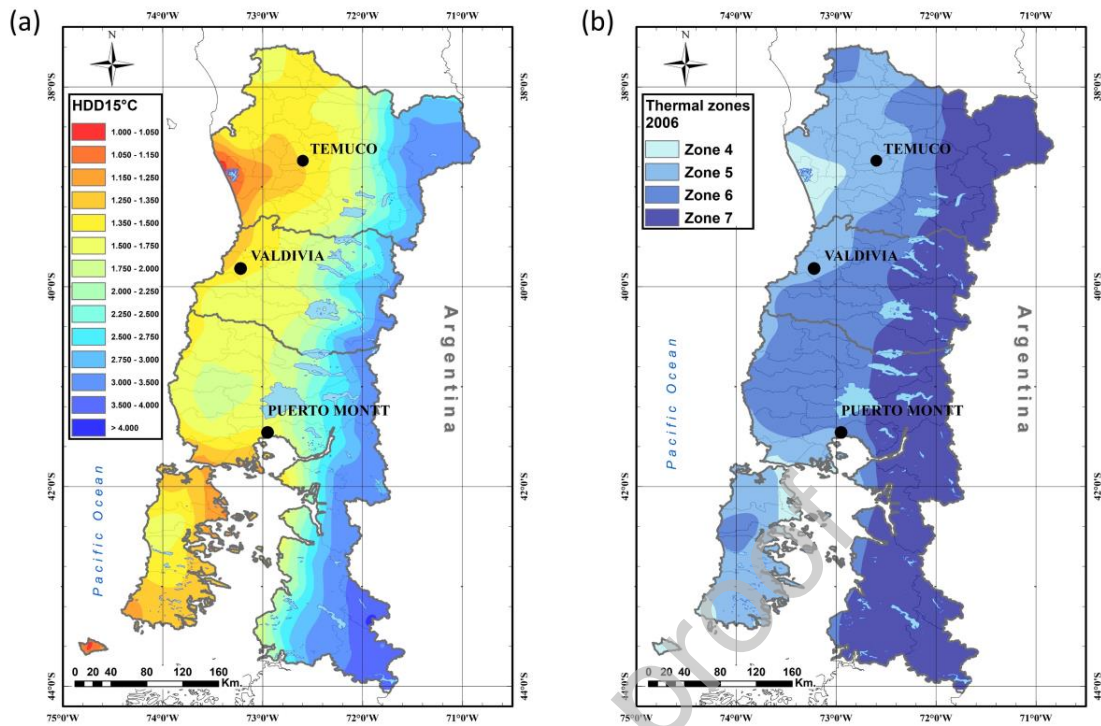 (a)
74°0'W 73°0'W 72°0'W 71°0'W
N
38°0'S
40°0'S
42°0'S
44°0'S
HDD15°C
1.000 - 1.050
1.050 - 1.150
1.150 - 1.250
1.250 - 1.350
1.350 - 1.500
1.500 - 1.750
1.750 - 2.000
2.000 - 2.250
2.250 - 2.500
2.500 - 2.750
2.750 - 3.000
3.000 - 3.500
3.500 - 4.000
> 4.000
TEMUCO
VALDIVIA
PUERTO MONTT
Argentina
Pacific Ocean
0 20 40 80 120 160
Km.
75°0'W 74°0'W 73°0'W 72°0'W 71°0'W
(b)
74°0'W 73°0'W 72°0'W 71°0'W
N
38°0'S
40°0'S
42°0'S
44°0'S
Thermal zones
2006
Zone 4
Zone 5
Zone 6
Zone 7
TEMUCO
VALDIVIA
PUERTO MONTT
Argentina
Pacific Ocean
proof
0 20 40 80 120 160
Km.
75°0'W 74°0'W 73°0'W 72°0'W 71°0'W